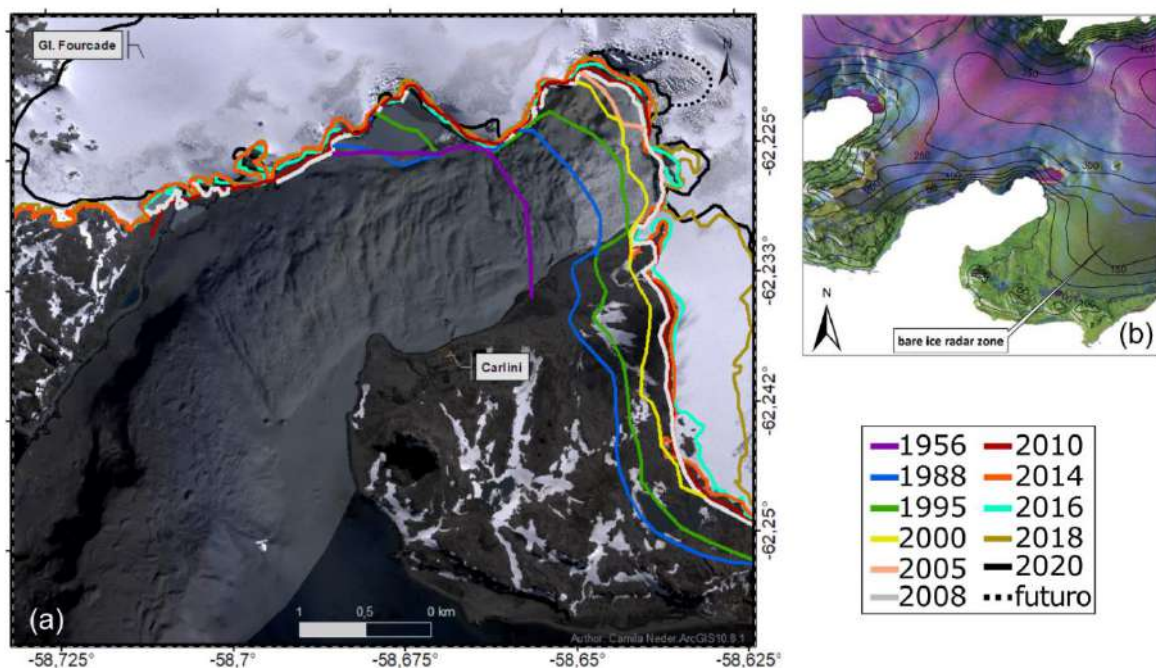 Gl. Fourcade
N
Carlini
1 0,5 0 km
Author: Camila Neder.ArcGIS10.8.1
(a)
-58,725 -58,7 -58,675 -58,65 -58,625
-62,225
-62,233
-62,242
-62,25
250
300
150
N
bare ice radar zone
(b)
1956 2010
1988 2014
1995 2016
2000 2018
2005 2020
2008 futuro